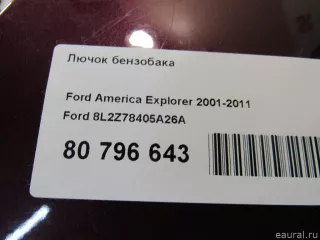 Лючок бензобака
Ford America Explorer 2001-2011
Ford 8L2Z78405A26A
80 796 643
eaural.ru